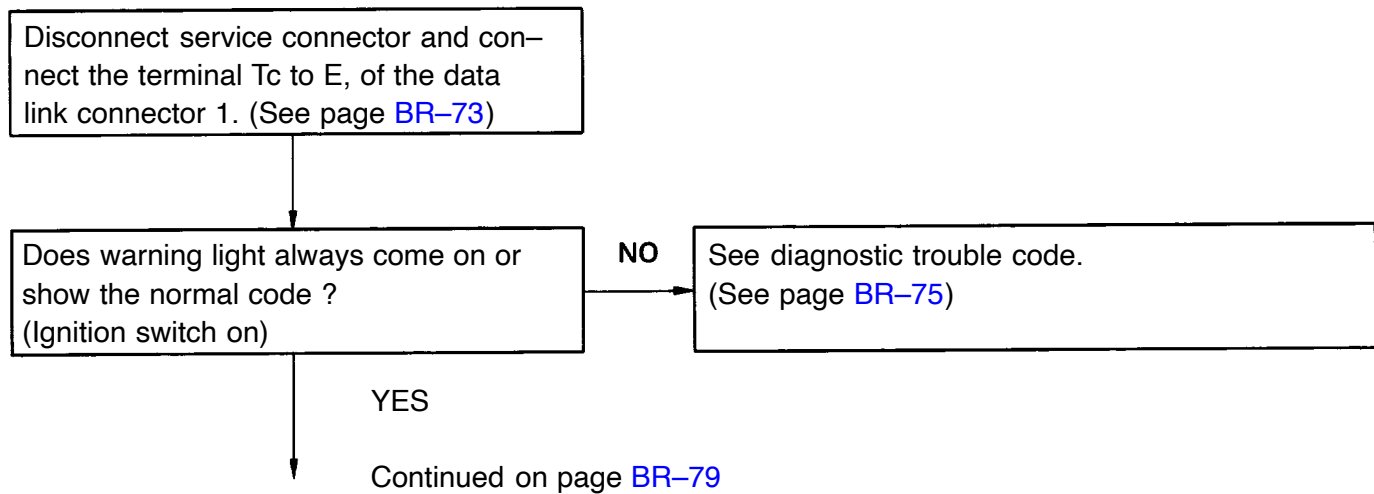 Disconnect service connector and con–
nect the terminal Tc to E, of the data
link connector 1. (See page BR–73)
Does warning light always come on or
show the normal code ?
(Ignition switch on)
NO
See diagnostic trouble code.
(See page BR–75)
YES
Continued on page BR–79